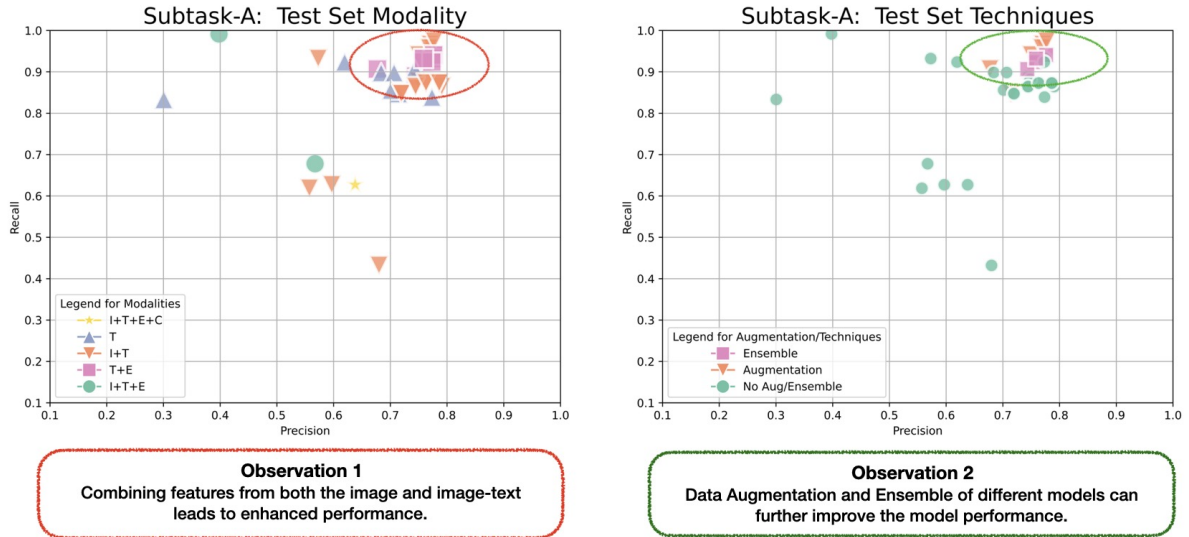 Subtask-A: Test Set Modality
1.0
0.9
0.8
0.7
0.6
0.5
0.4
0.3
0.2
0.1
Recall
Legend for Modalities
I+T+E+C
T
I+T
T+E
I+T+E
0.1 0.2 0.3 0.4 0.5 0.6 0.7 0.8 0.9 1.0
Precision
Observation 1
Combining features from both the image and image-text
leads to enhanced performance.
Subtask-A: Test Set Techniques
1.0
0.9
0.8
0.7
0.6
0.5
0.4
0.3
0.2
0.1
Recall
Legend for Augmentation/Techniques
Ensemble
Augmentation
No Aug/Ensemble
0.1 0.2 0.3 0.4 0.5 0.6 0.7 0.8 0.9 1.0
Precision
Observation 2
Data Augmentation and Ensemble of different models can
further improve the model performance.